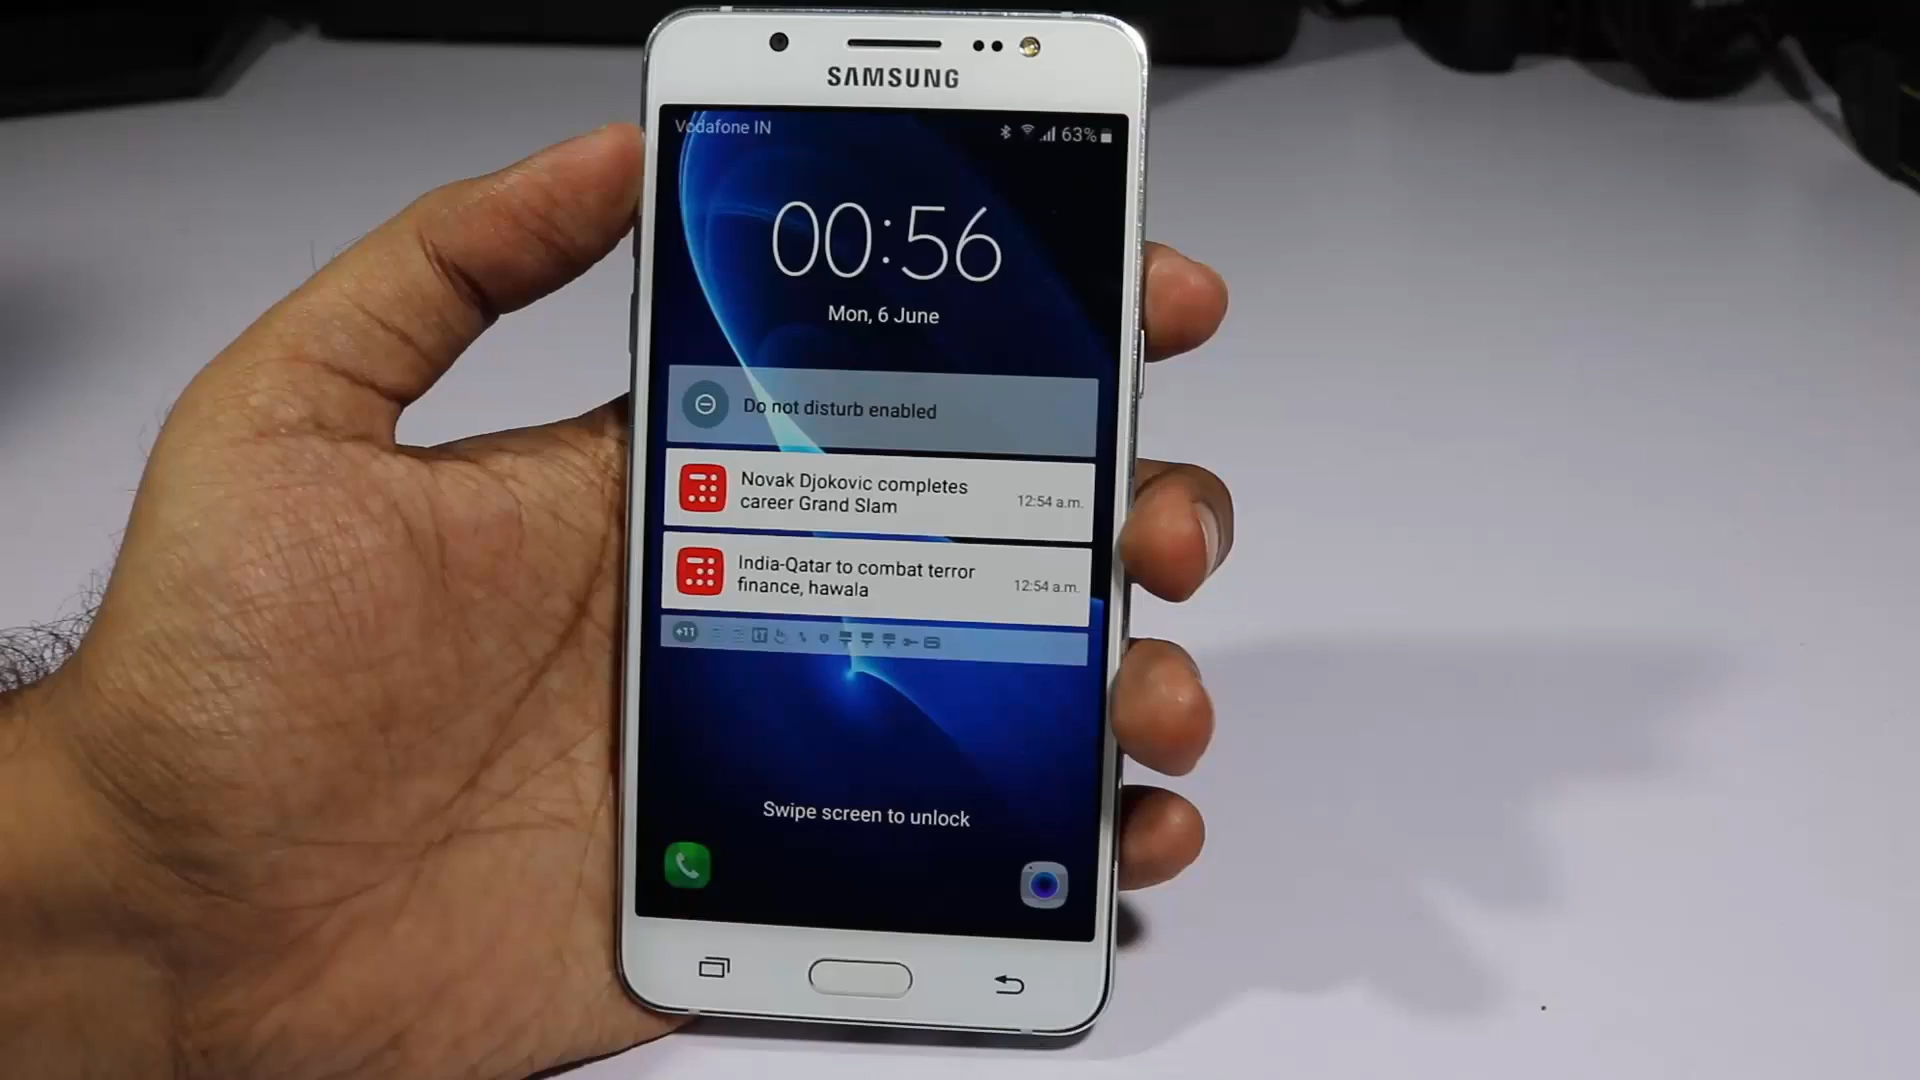 SAMSUNG
Vodafone IN
63%
00:56
Mon, 6 June
Do not disturb enabled
Novak Djokovic completes
career Grand Slam
12:54 a.m.
India-Qatar to combat terror
finance, hawala
12:54 a.m.
+11
Swipe screen to unlock